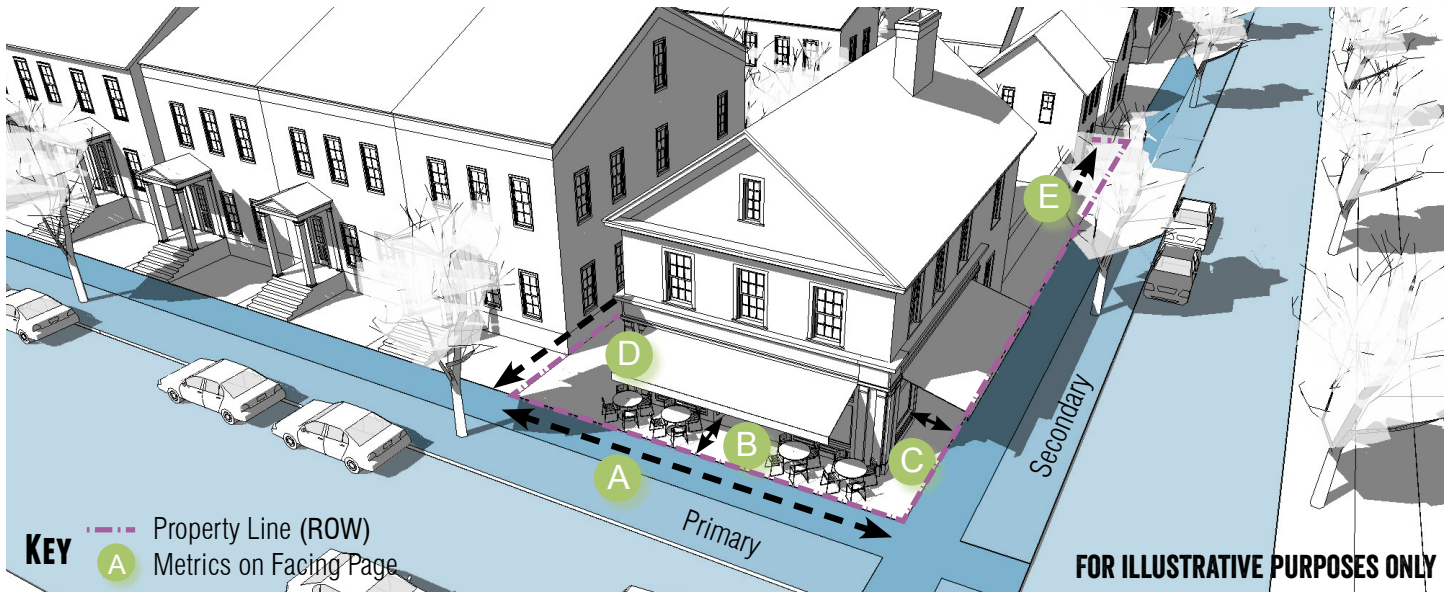 E
D
B
C
A
Secondary
Primary
KEY
Property Line (ROW)
A Metrics on Facing Page
FOR ILLUSTRATIVE PURPOSES ONLY